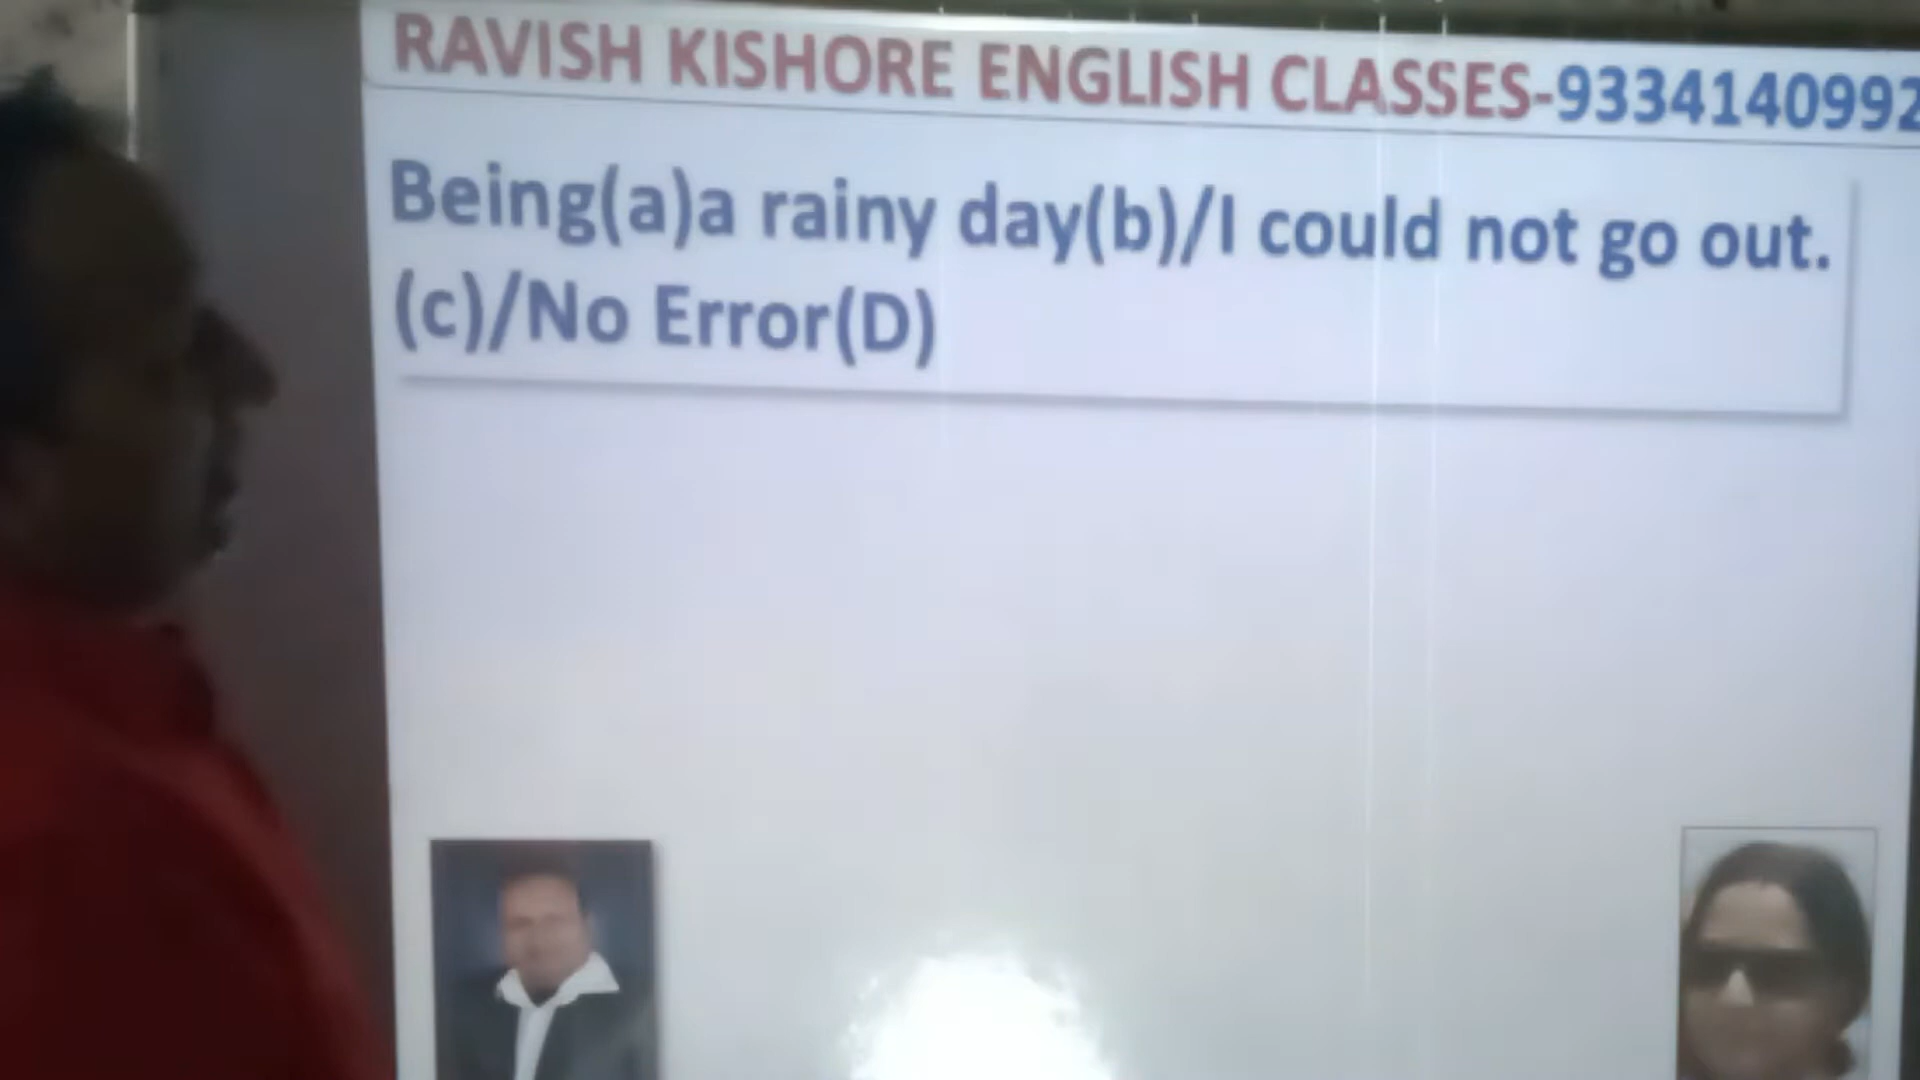 RAVISH KISHORE ENGLISH CLASSES-9334140992
Being(a)a rainy day(b)/I could not go out.
(c)/No Error(D)